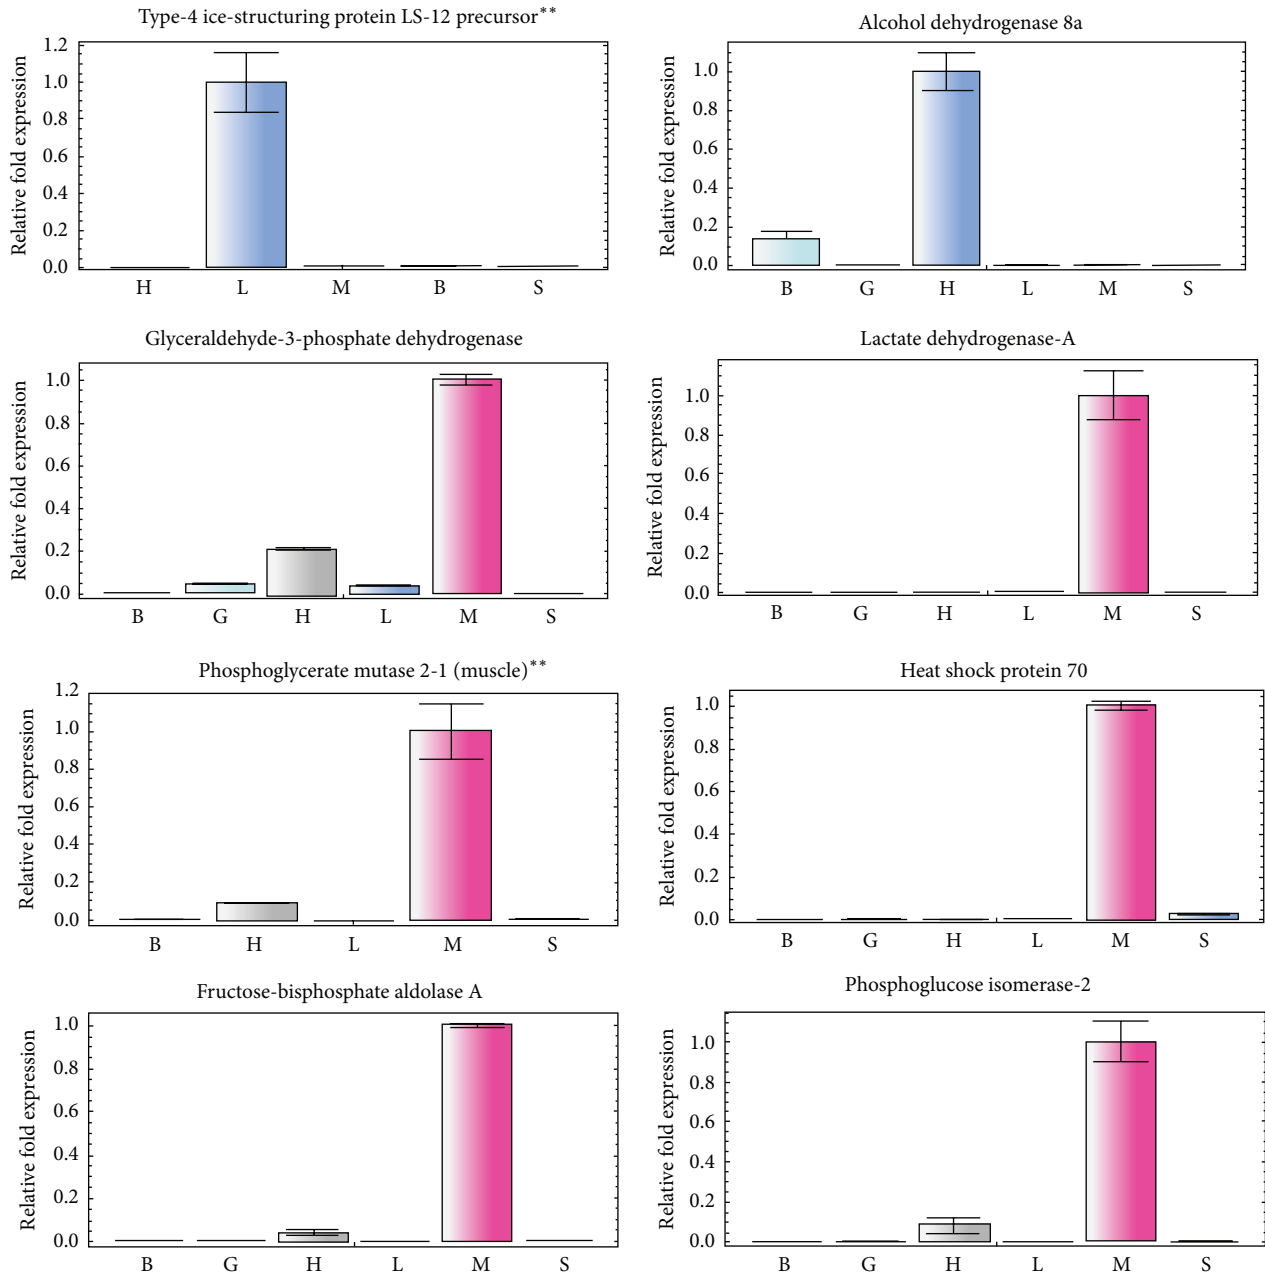 Type-4 ice-structuring protein LS-12 precursor**
Relative fold expression
1.2
1.0
0.8
0.6
0.4
0.2
0.0
H L M B S
Alcohol dehydrogenase 8a
Relative fold expression
1.0
0.8
0.6
0.4
0.2
0.0
B G H L M S
Glyceraldehyde-3-phosphate dehydrogenase
Relative fold expression
1.0
0.8
0.6
0.4
0.2
0.0
B G H L M S
Lactate dehydrogenase-A
Relative fold expression
1.0
0.8
0.6
0.4
0.2
0.0
B G H L M S
Phosphoglycerate mutase 2-1 (muscle)**
Relative fold expression
1.2
1.0
0.8
0.6
0.4
0.2
0.0
B H L M S
Heat shock protein 70
Relative fold expression
1.0
0.8
0.6
0.4
0.2
0.0
B G H L M S
Fructose-bisphosphate aldolase A
Relative fold expression
1.0
0.8
0.6
0.4
0.2
0.0
B G H L M S
Phosphoglucose isomerase-2
Relative fold expression
1.0
0.8
0.6
0.4
0.2
0.0
B G H L M S